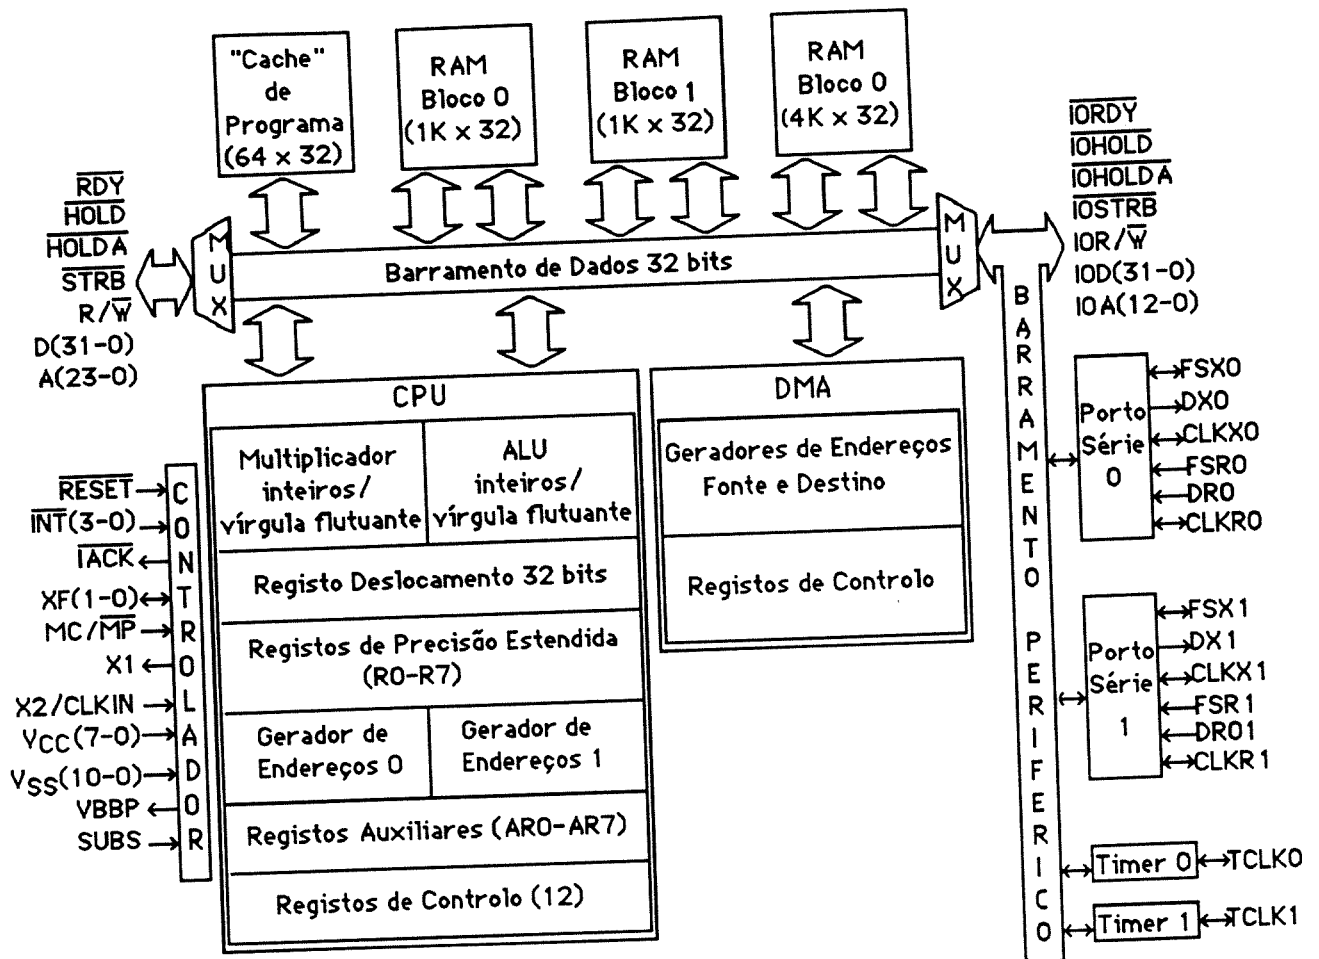 "Cache"
de
Programa
(64 x 32)
RAM
Bloco 0
(1K x 32)
RAM
Bloco 1
(1K x 32)
RAM
Bloco 0
(4K x 32)
RDY
HOLD
HOLDA
STRB
R/W
D(31-0)
A(23-0)
MUX
Barramento de Dados 32 bits
MUX
IORDY
IOHOLD
IOHOLDA
IOSTRB
IOR/W
IOD(31-0)
IOA(12-0)
CPU
Multiplicador
inteiros/
vírgula flutuante
ALU
inteiros/
vírgula flutuante
Registo Deslocamento 32 bits
Registos de Precisão Estendida
(R0-R7)
Gerador de
Endereços 0
Gerador de
Endereços 1
Registos Auxiliares (AR0-AR7)
Registos de Controlo (12)
DMA
Geradores de Endereços
Fonte e Destino
Registos de Controlo
RESET
INT(3-0)
IACK
XF(1-0)
MC/MP
X1
X2/CLKIN
VCC(7-0)
VSS(10-0)
VBBP
SUBS
CONTROLADOR
BARRAMENTO PERIFERICO
Porto
Série
0
FSX0
DX0
CLKX0
FSR0
DR0
CLKR0
Porto
Série
1
FSX1
DX1
CLKX1
FSR1
DR01
CLKR1
Timer 0
TCLK0
Timer 1
TCLK1